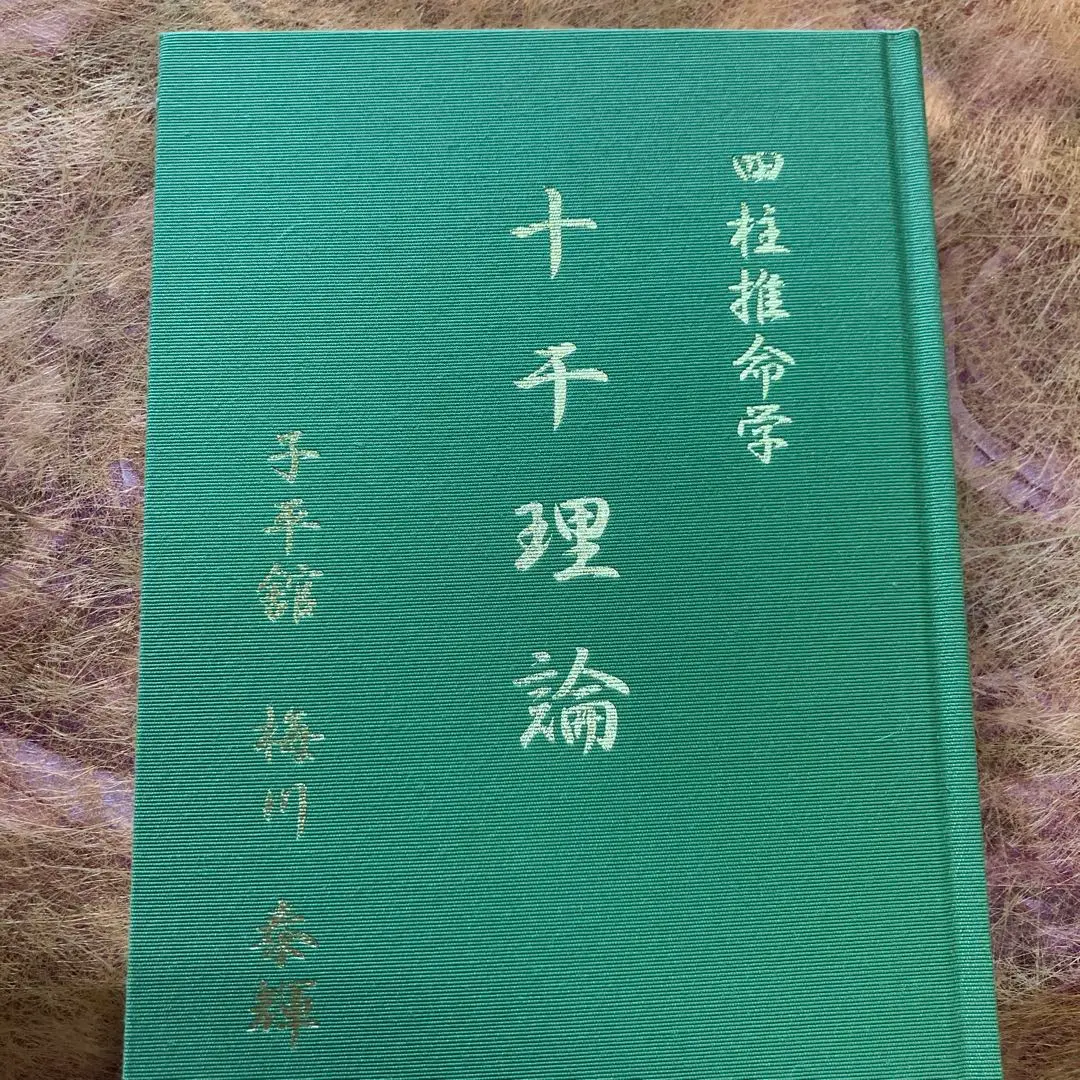 四柱推命学
十干理論
子平館 梅川泰輝